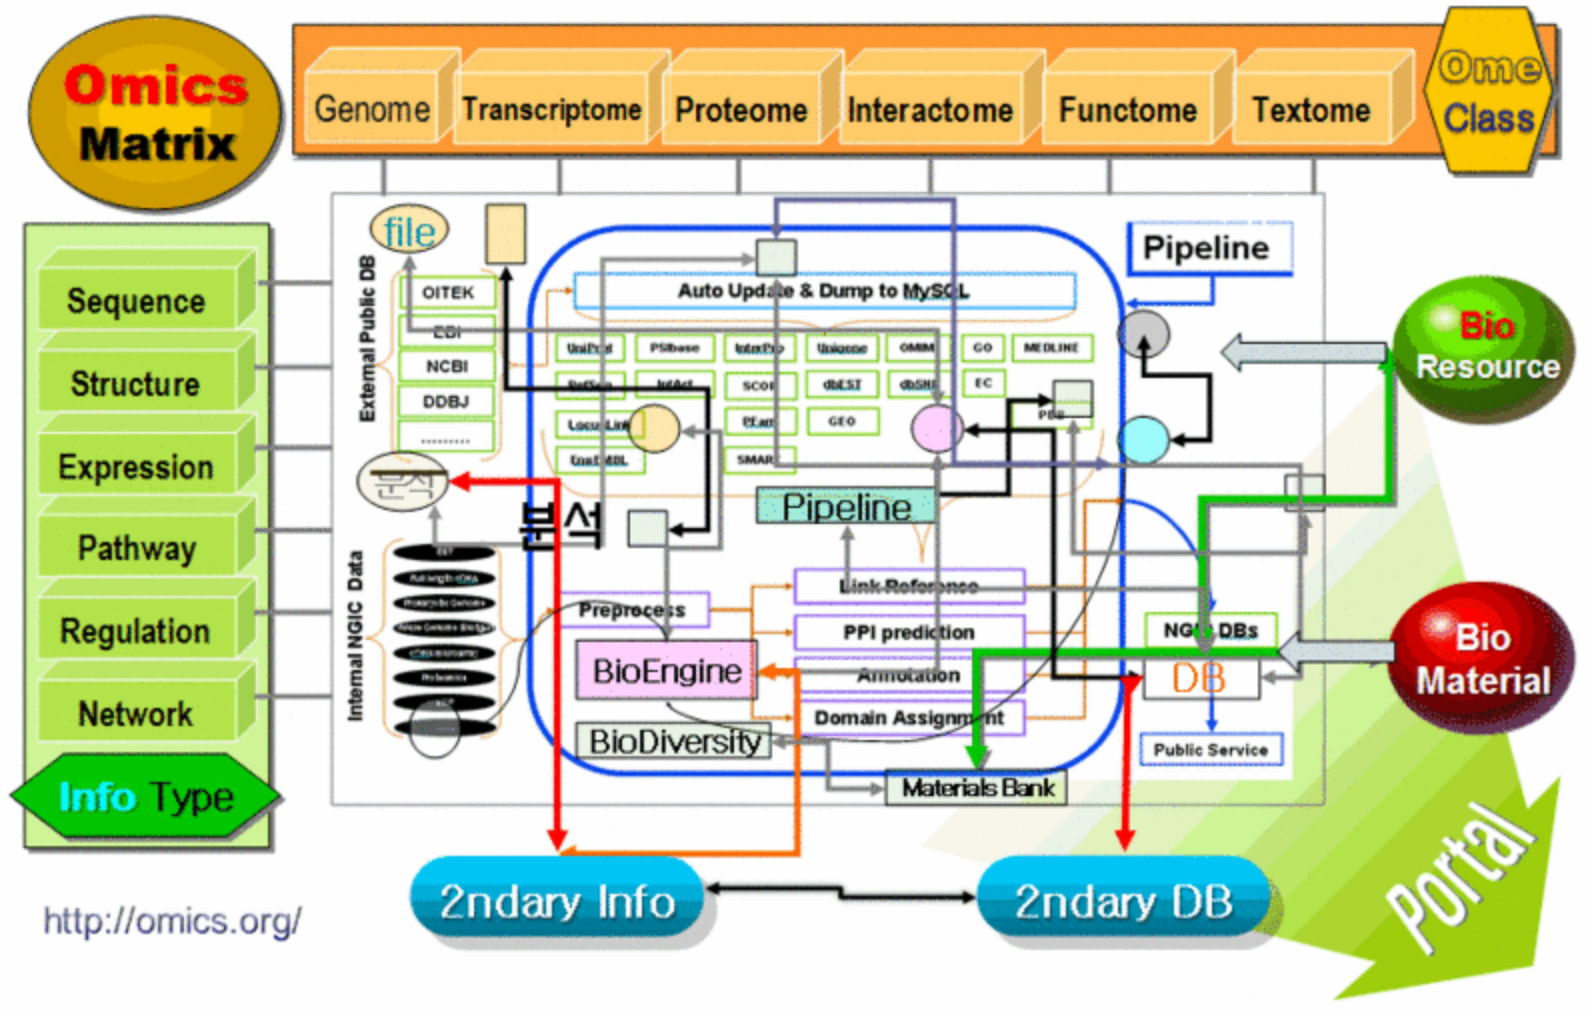 Omics
Matrix
Genome
Transcriptome
Proteome
Interactome
Functome
Textome
Ome
Class
Sequence
Structure
Expression
Pathway
Regulation
Network
Info Type
http://omics.org/
file
External Public DB
OITEK
EBI
NCBI
DDBJ
.........
분석
Internal NGIC Data
Auto Update & Dump to MySQL
UniProt
PSIbase
InterPro
Unigene
OMIM
GO
MEDLINE
RefSeq
IntAct
SCOP
dbEST
dbSNP
EC
PDB
LocusLink
PFam
GEO
EnsEMBL
SMART
Pipeline
Pipeline
Preprocess
Link Reference
PPI prediction
Annotation
Domain Assignment
BioEngine
BioDiversity
Materials Bank
DBs
DB
Public Service
Bio
Resource
Bio
Material
2ndary Info
2ndary DB
Portal